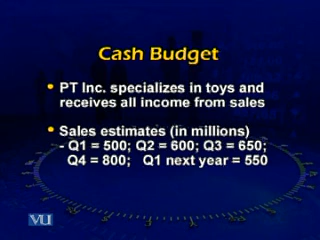 Cash Budget
• PT Inc. specializes in toys and
receives all income from sales
• Sales estimates (in millions)
- Q1 = 500; Q2 = 600; Q3 = 650;
Q4 = 800; Q1 next year = 550
VU